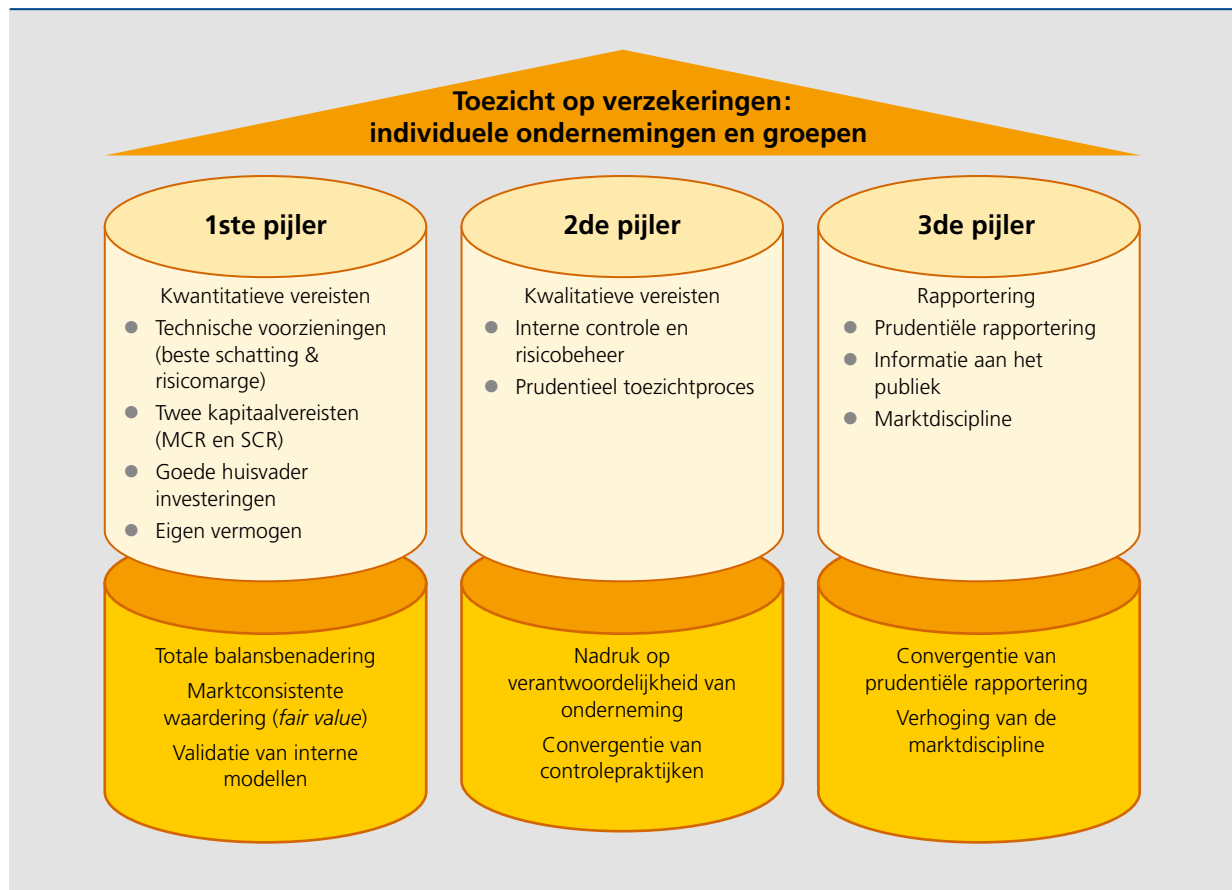 Toezicht op verzekeringen:
individuele ondernemingen en groepen
1ste pijler
Kwantitatieve vereisten
● Technische voorzieningen
(beste schatting &
risicomarge)
● Twee kapitaalvereisten
(MCR en SCR)
● Goede huisvader
investeringen
● Eigen vermogen
Totale balansbenadering
Marktconsistente
waardering (fair value)
Validatie van interne
modellen
2de pijler
Kwalitatieve vereisten
● Interne controle en
risicobeheer
● Prudentieel toezichtproces
Nadruk op
verantwoordelijkheid van
onderneming
Convergentie van
controlepraktijken
3de pijler
Rapportering
● Prudentiële rapportering
● Informatie aan het
publiek
● Marktdiscipline
Convergentie van
prudentiële rapportering
Verhoging van de
marktdiscipline